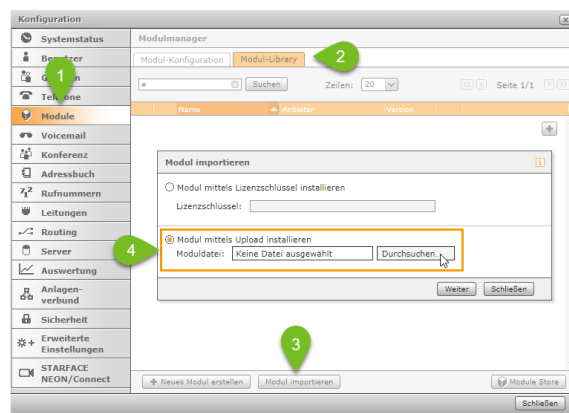 Konfiguration
Systemstatus
Modulmanager
Modul-Konfiguration
Modul-Library
2
1
Suchen
Zeilen:
20
Seite 1/1
Module
Name
Anbieter
Version
Voicemail
Konferenz
Adressbuch
Rufnummern
Leitungen
Routing
Server
Auswertung
Anlagen-
verbund
Sicherheit
Erweiterte
Einstellungen
STARFACE
NEON/Connect
Modul importieren
Modul mittels Lizenzschlüssel installieren
Lizenzschlüssel:
4
Modul mittels Upload installieren
Moduldatei:
Keine Datei ausgewählt
Durchsuchen...
Weiter
Schließen
3
Neues Modul erstellen
Modul importieren
Module Store
Schließen